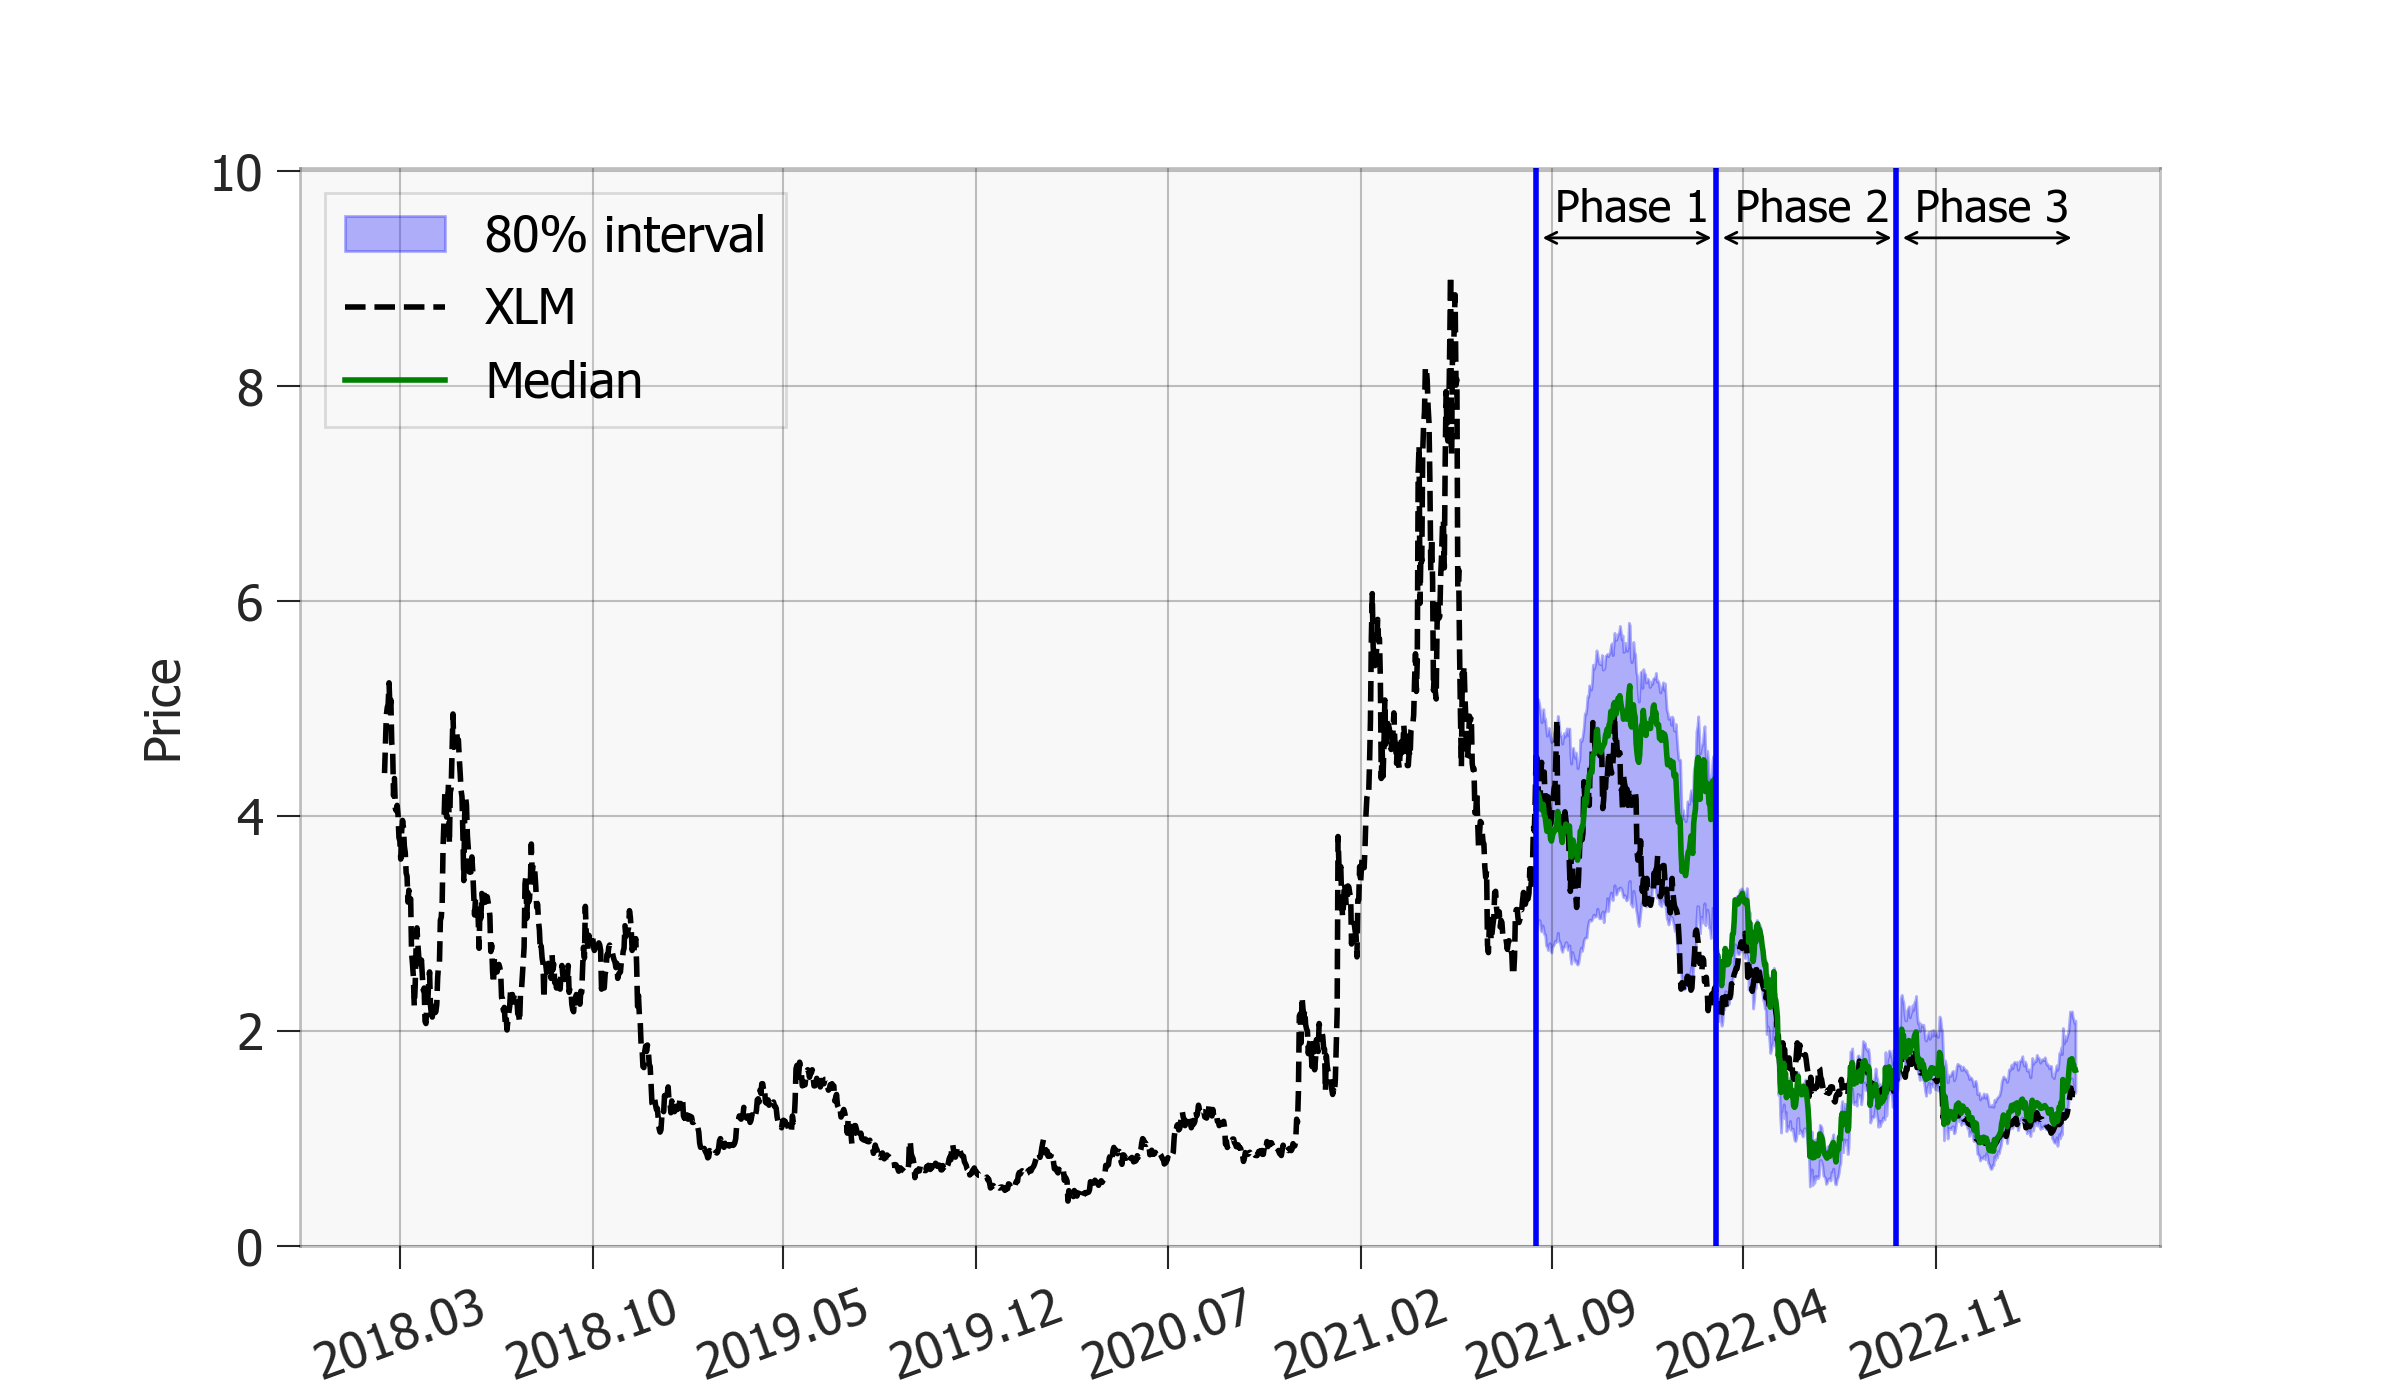 10
8
6
4
2
0
Price
80% interval
XLM
Median
Phase 1
Phase 2
Phase 3
2018.03
2018.10
2019.05
2019.12
2020.07
2021.02
2021.09
2022.04
2022.11